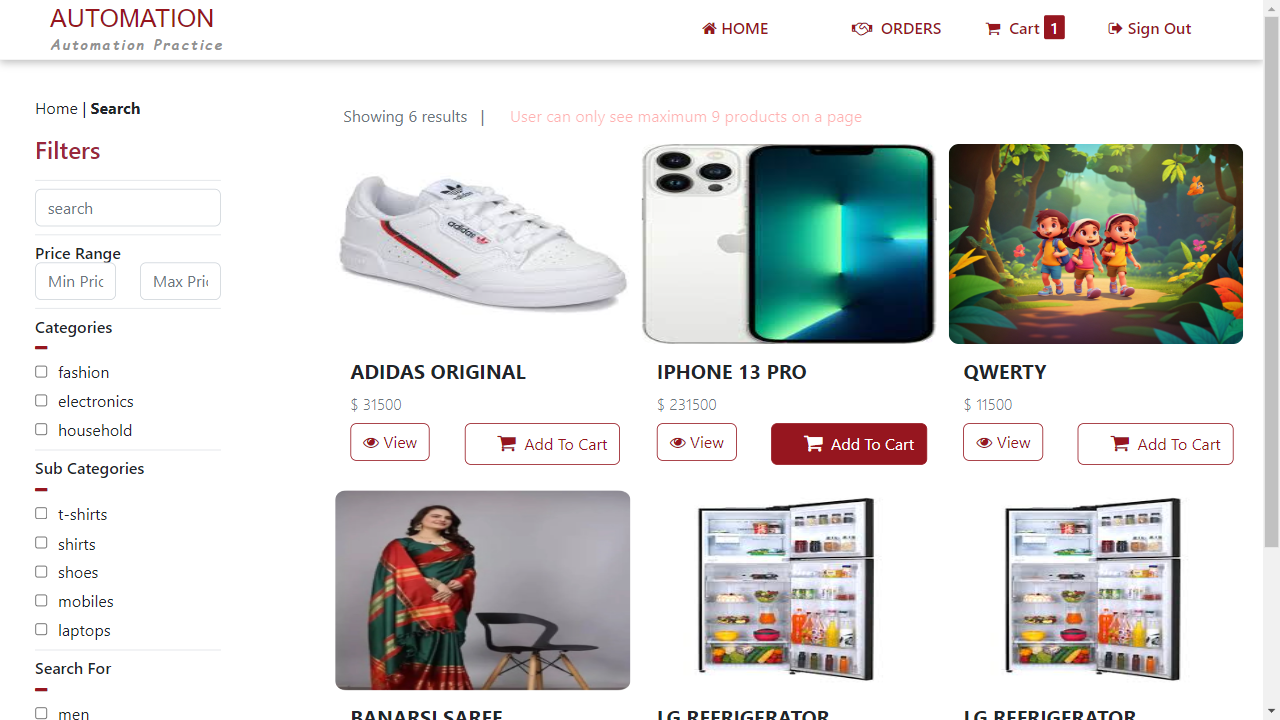 AUTOMATION
Automation Practice
HOME
ORDERS
Cart 1
Sign Out
Home | Search
Filters
search
Price Range
Min Pric
Max Pric
Categories
fashion
electronics
household
Sub Categories
t-shirts
shirts
shoes
mobiles
laptops
Search For
men
Showing 6 results |
User can only see maximum 9 products on a page
adidas
adidas
ADIDAS ORIGINAL
$ 31500
View
Add To Cart
IPHONE 13 PRO
$ 231500
View
Add To Cart
QWERTY
$ 11500
View
Add To Cart
BANARSI SAREE
LG REFRIGERATOR
LG REFRIGERATOR